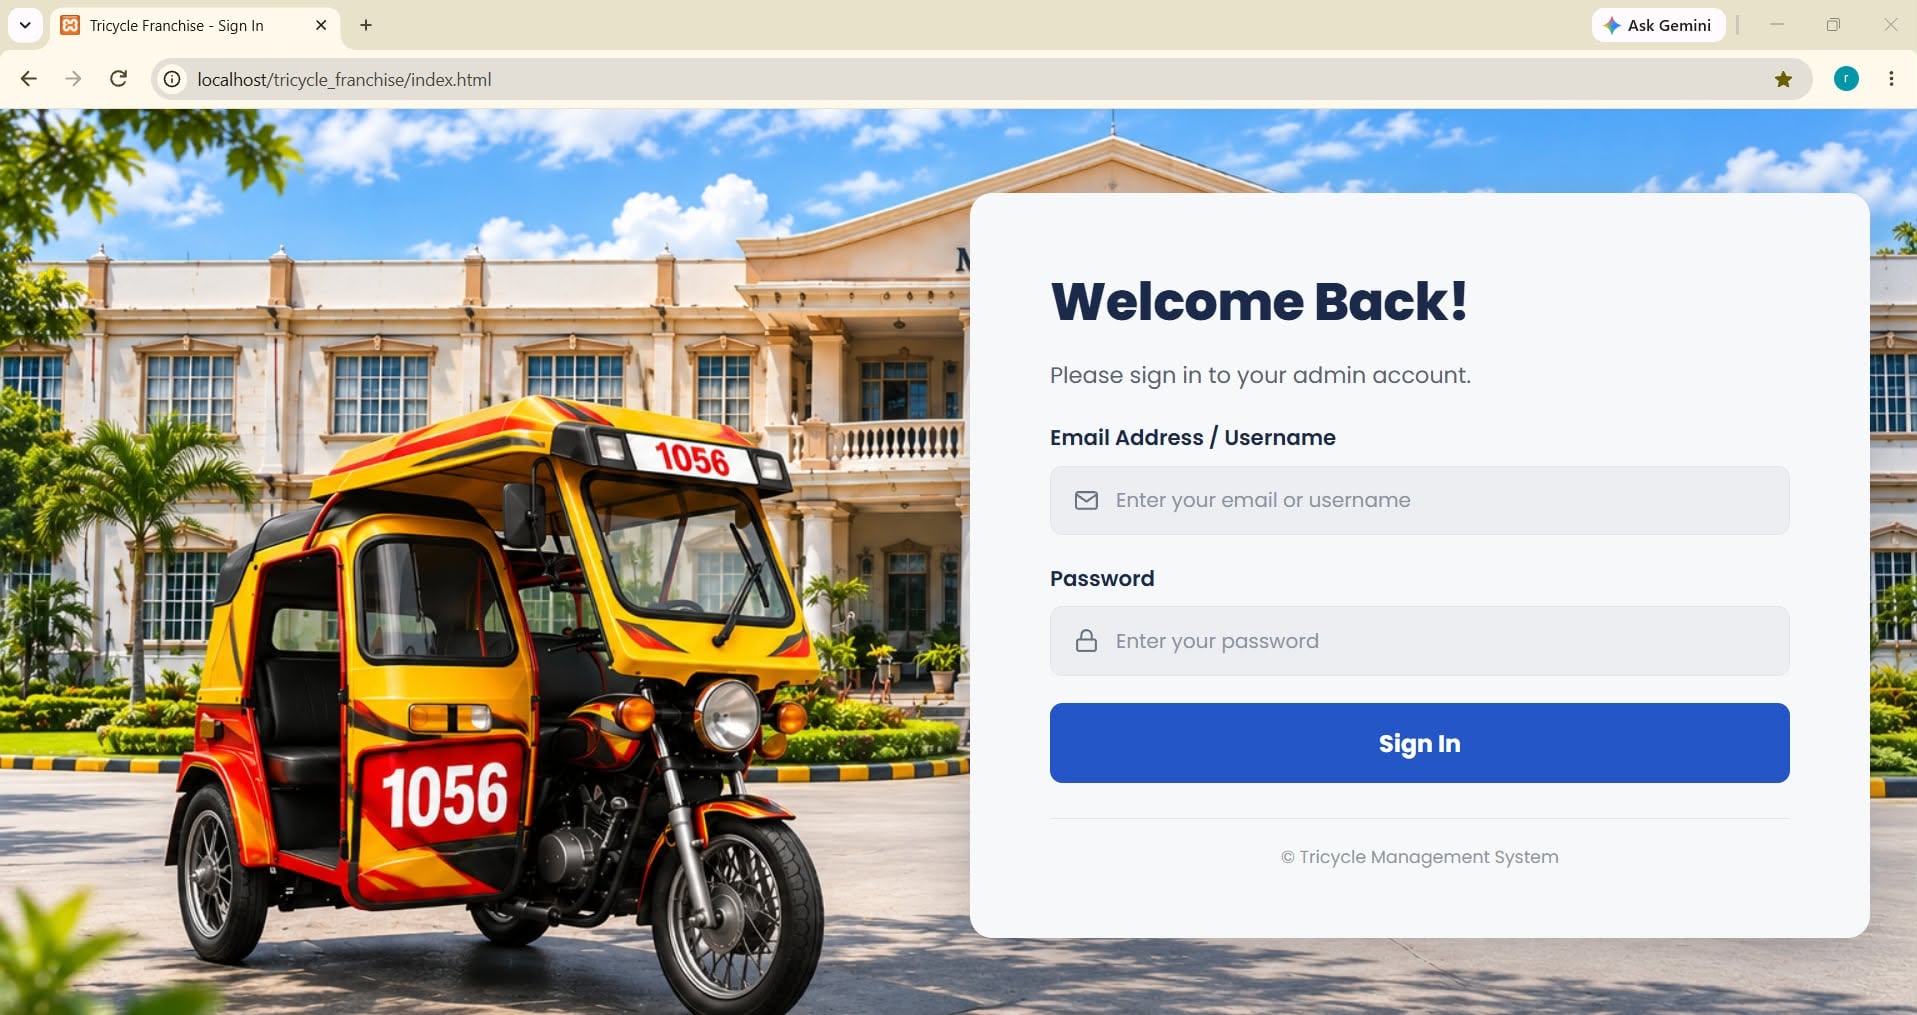 Tricycle Franchise - Sign In
Ask Gemini
localhost/tricycle_franchise/index.html
r
M
Welcome Back!
Please sign in to your admin account.
Email Address / Username
Enter your email or username
Password
Enter your password
Sign In
© Tricycle Management System
1056
1056